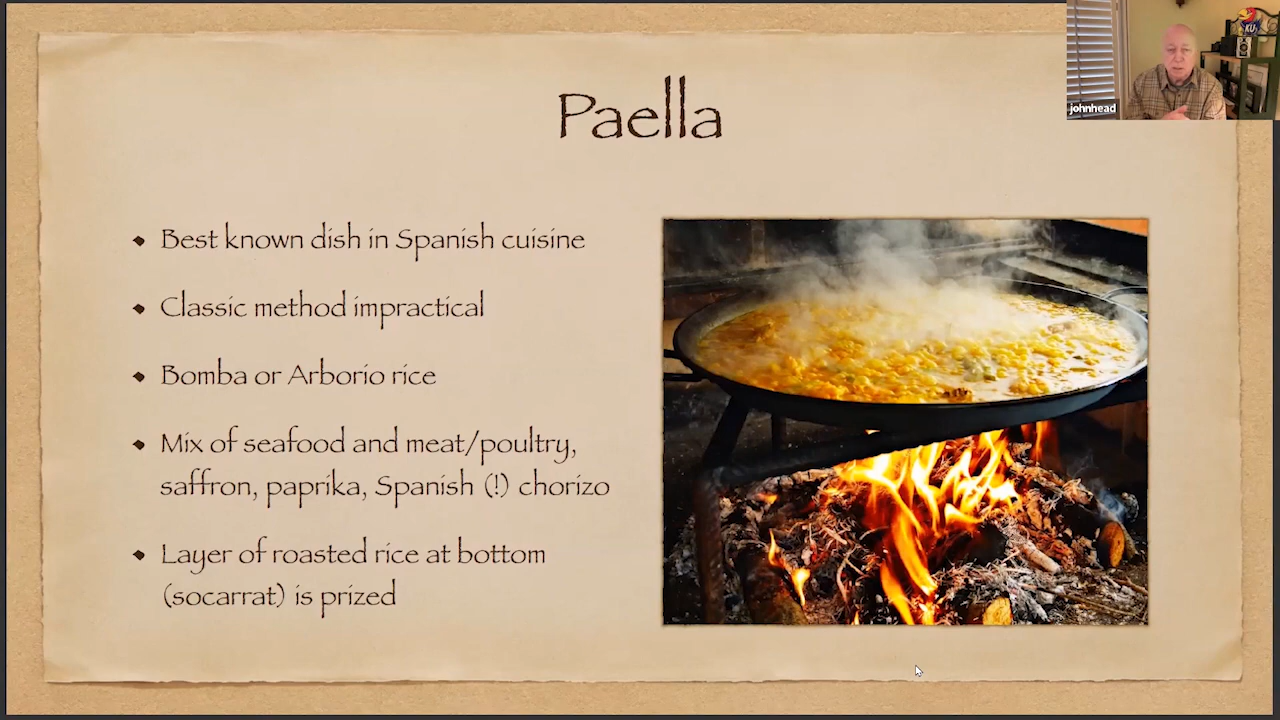 Paella
johnhead
KU
Best known dish in Spanish cuisine
Classic method impractical
Bomba or Arborio rice
Mix of seafood and meat/poultry,
saffron, paprika, Spanish (!) chorizo
Layer of roasted rice at bottom
(socarrat) is prized